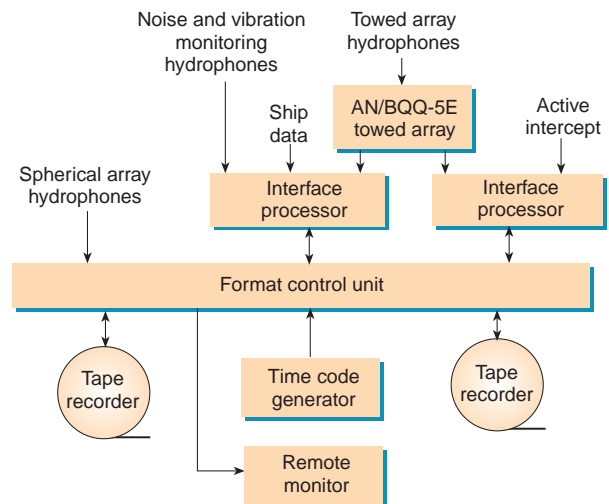 Noise and vibration
monitoring
hydrophones
Towed array
hydrophones
AN/BQQ-5E
towed array
Ship
data
Active
intercept
Spherical array
hydrophones
Interface
processor
Interface
processor
Format control unit
Tape
recorder
Time code
generator
Tape
recorder
Remote
monitor